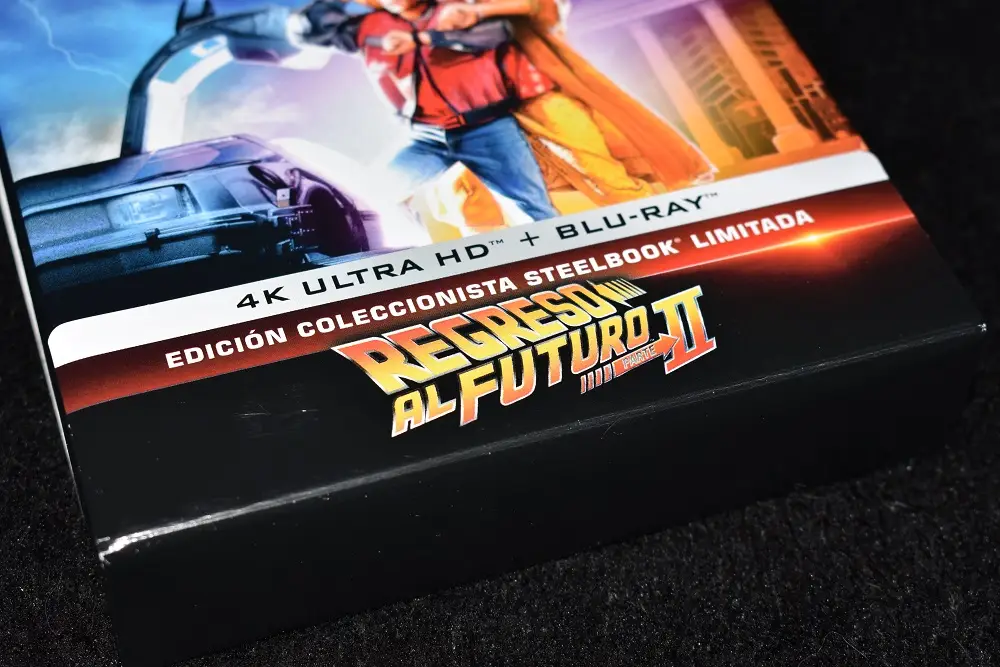 4K ULTRA HD™ + BLU-RAY™
EDICIÓN COLECCIONISTA STEELBOOK® LIMITADA
REGRESO
AL FUTURO II
PARTE